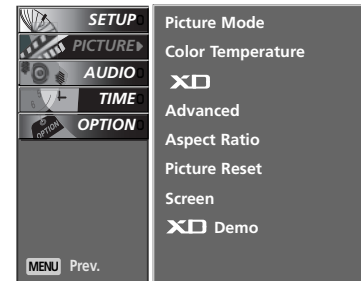 SETUP
PICTURE
AUDIO
TIME
OPTION
OPTION
MENU Prev.
Picture Mode
Color Temperature
XD
Advanced
Aspect Ratio
Picture Reset
Screen
XD Demo